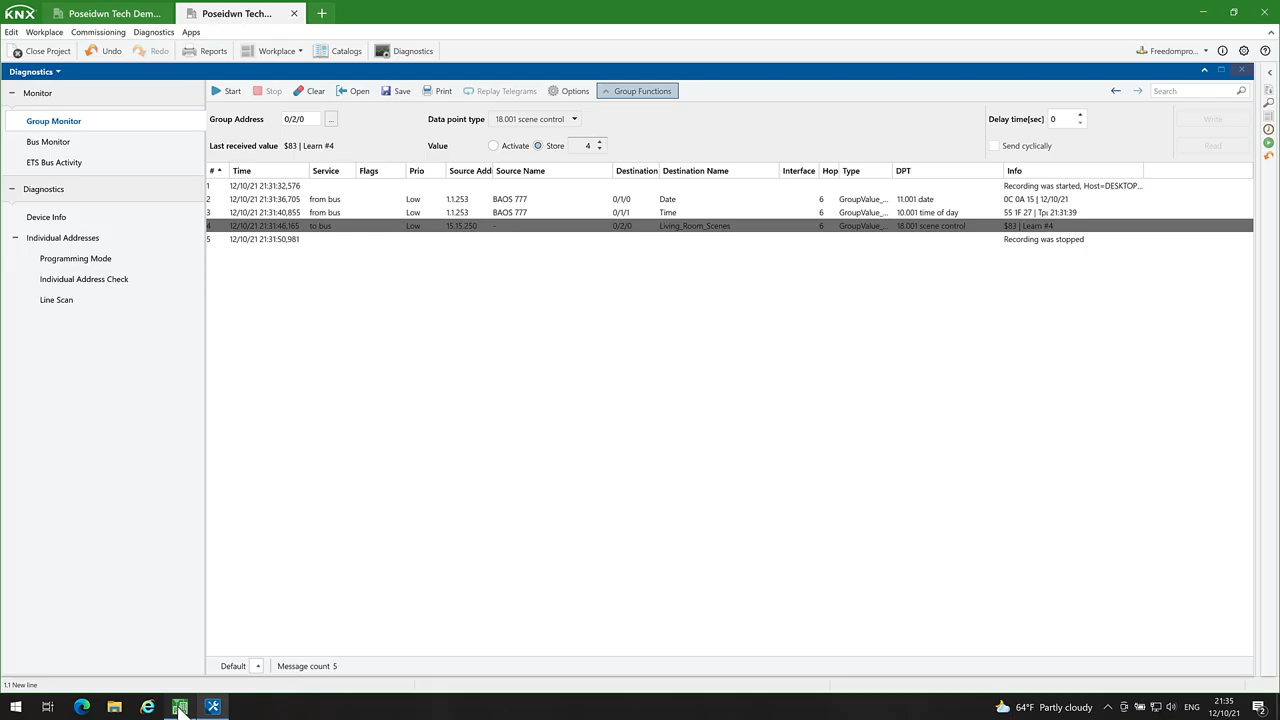 KNX Poseidwn Tech Dem... Poseidwn Tech... × +
Edit Workplace Commissioning Diagnostics Apps
Close Project Undo Redo Reports Workplace Catalogs Diagnostics Freedompro...
Diagnostics
Monitor
Group Monitor
Bus Monitor
ETS Bus Activity
Diagnostics
Device Info
Individual Addresses
Programming Mode
Individual Address Check
Line Scan
Start Stop Clear Open Save Print Replay Telegrams Options Group Functions Search
Group Address 0/2/0 ... Data point type 18.001 scene control Delay time[sec] 0 Write
Last received value $83 | Learn #4 Value Activate Store 4 Send cyclically Read
# Time Service Flags Prio Source Add Source Name Destination Destination Name Interface Hop Type DPT Info
1 12/10/21 21:31:32,576 Recording was started, Host=DESKTOP...
2 12/10/21 21:31:36,705 from bus Low 1.1.253 BAOS 777 0/1/0 Date 6 GroupValue_... 11.001 date 0C 0A 15 | 12/10/21
3 12/10/21 21:31:40,855 from bus Low 1.1.253 BAOS 777 0/1/1 Time 6 GroupValue_... 10.001 time of day 55 1F 27 | Тρι 21:31:39
4 12/10/21 21:31:46,165 to bus Low 15.15.250 - 0/2/0 Living_Room_Scenes 6 GroupValue_... 18.001 scene control $83 | Learn #4
5 12/10/21 21:31:50,981 Recording was stopped
Default Message count 5
1.1 New line
64°F Partly cloudy ENG 21:35
12/10/21